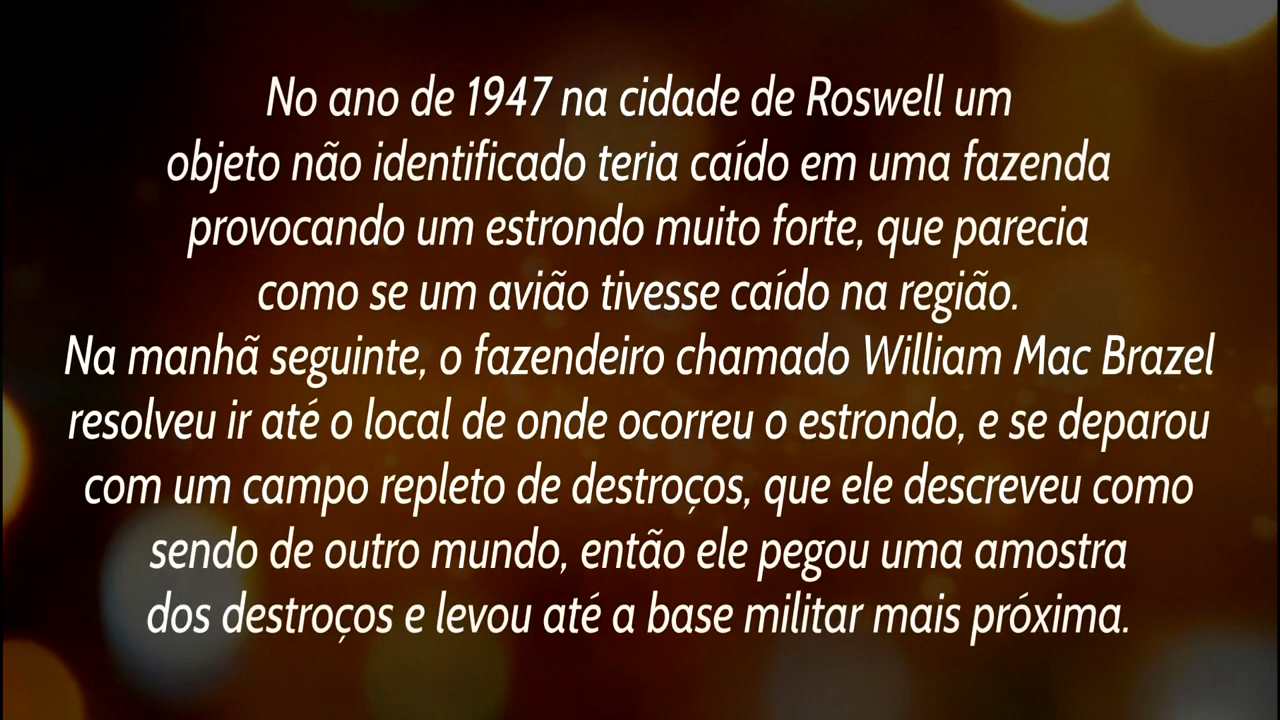 No ano de 1947 na cidade de Roswell um
objeto não identificado teria caído em uma fazenda
provocando um estrondo muito forte, que parecia
como se um avião tivesse caído na região.
Na manhã seguinte, o fazendeiro chamado William Mac Brazel
resolveu ir até o local de onde ocorreu o estrondo, e se deparou
com um campo repleto de destroços, que ele descreveu como
sendo de outro mundo, então ele pegou uma amostra
dos destroços e levou até a base militar mais próxima.